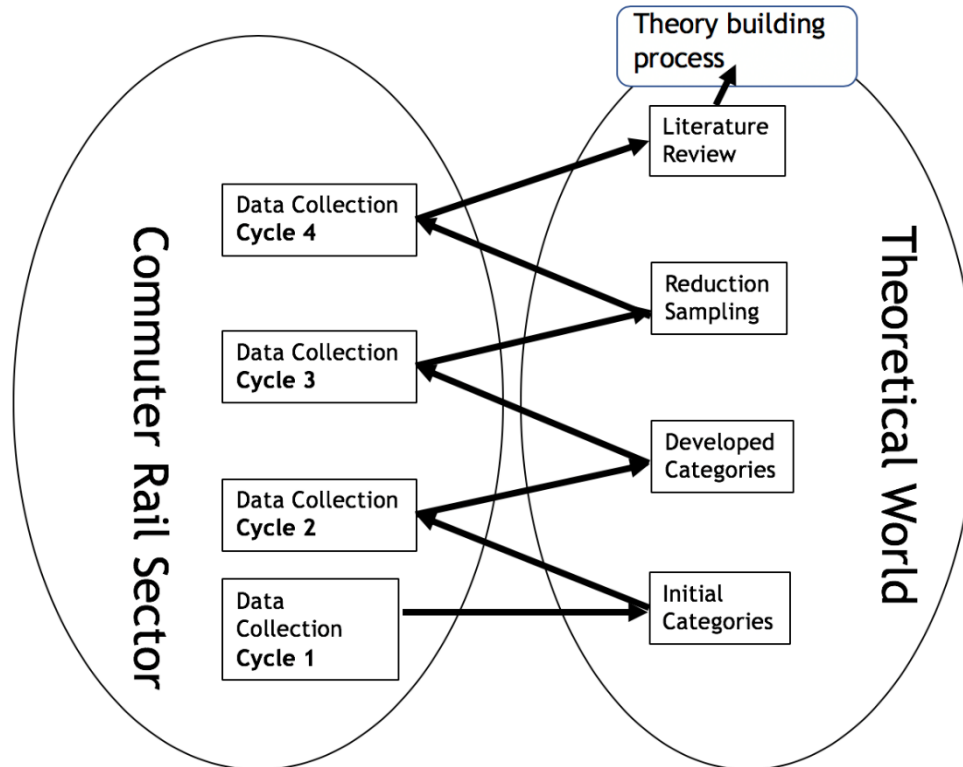 Theory building
process
Literature
Review
Data Collection
Cycle 4
Reduction
Sampling
Data Collection
Cycle 3
Developed
Categories
Data Collection
Cycle 2
Initial
Categories
Data
Collection
Cycle 1
Commuter Rail Sector
Theoretical World